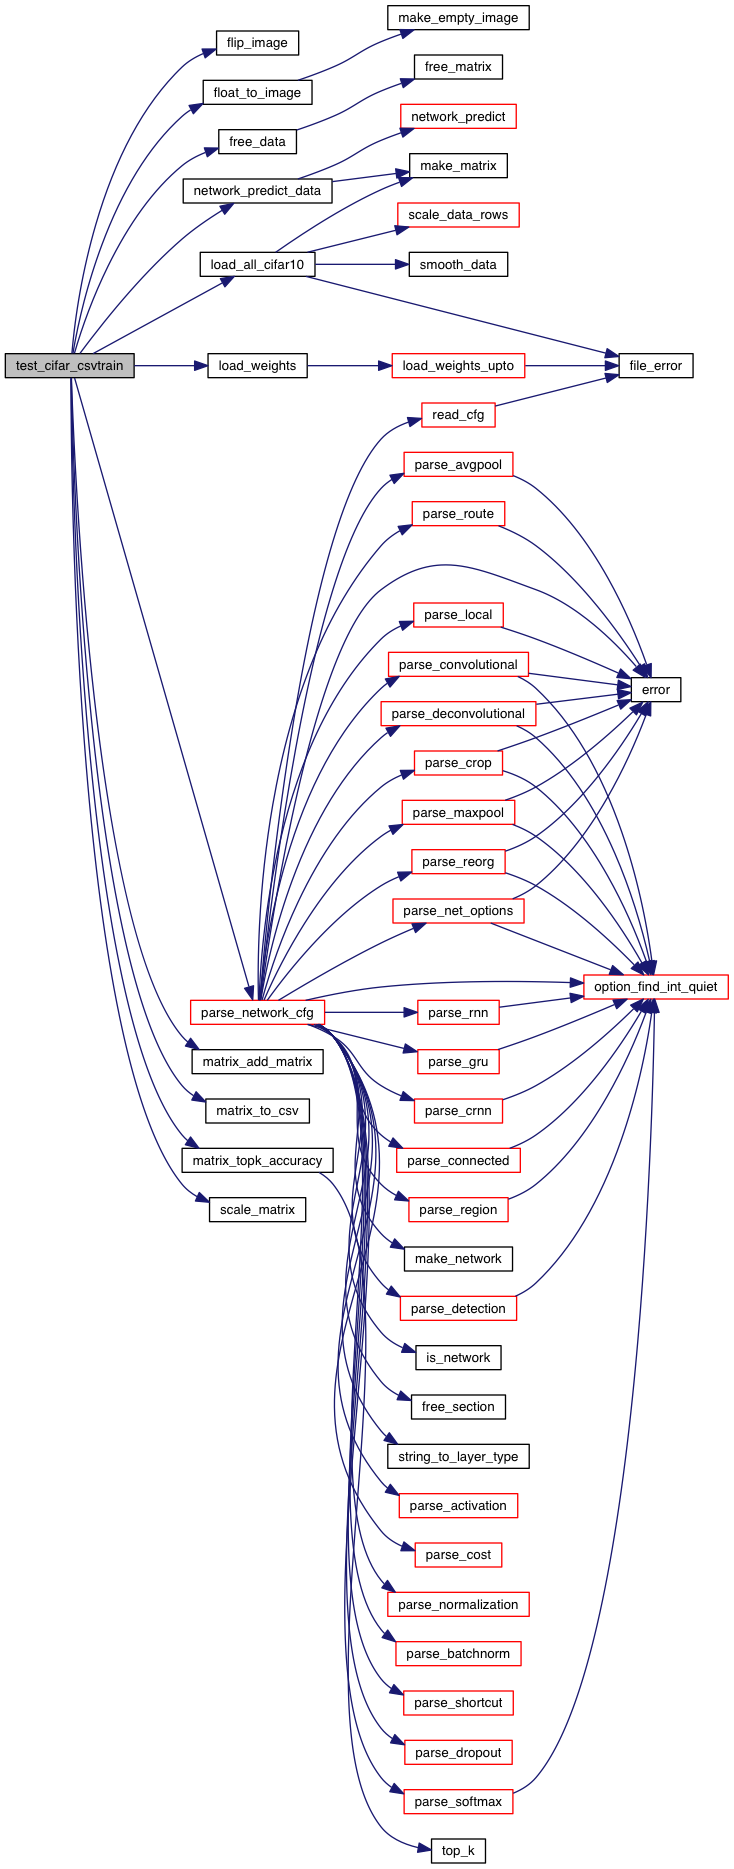 make_empty_image
flip_image
free_matrix
float_to_image
network_predict
free_data
make_matrix
network_predict_data
scale_data_rows
load_all_cifar10
smooth_data
test_cifar_csvtrain
load_weights
load_weights_upto
file_error
read_cfg
parse_avgpool
parse_route
parse_local
parse_convolutional
error
parse_deconvolutional
parse_crop
parse_maxpool
parse_reorg
parse_net_options
option_find_int_quiet
parse_network_cfg
parse_rnn
matrix_add_matrix
parse_gru
matrix_to_csv
parse_crnn
matrix_topk_accuracy
parse_connected
scale_matrix
parse_region
make_network
parse_detection
is_network
free_section
string_to_layer_type
parse_activation
parse_cost
parse_normalization
parse_batchnorm
parse_shortcut
parse_dropout
parse_softmax
top_k